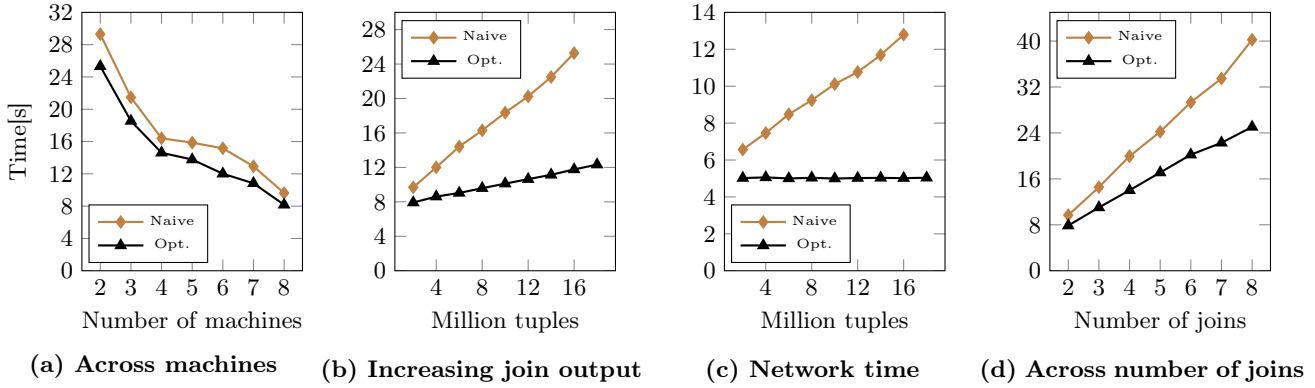 Time[s]
32
28
24
20
16
12
8
4
0
2 3 4 5 6 7 8
Naive
Opt.
Number of machines
(a) Across machines
28
24
20
16
12
8
4
0
4 8 12 16
Naive
Opt.
Million tuples
(b) Increasing join output
14
12
10
8
6
4
2
0
4 8 12 16
Naive
Opt.
Million tuples
(c) Network time
40
32
24
16
8
0
2 3 4 5 6 7 8
Naive
Opt.
Number of joins
(d) Across number of joins